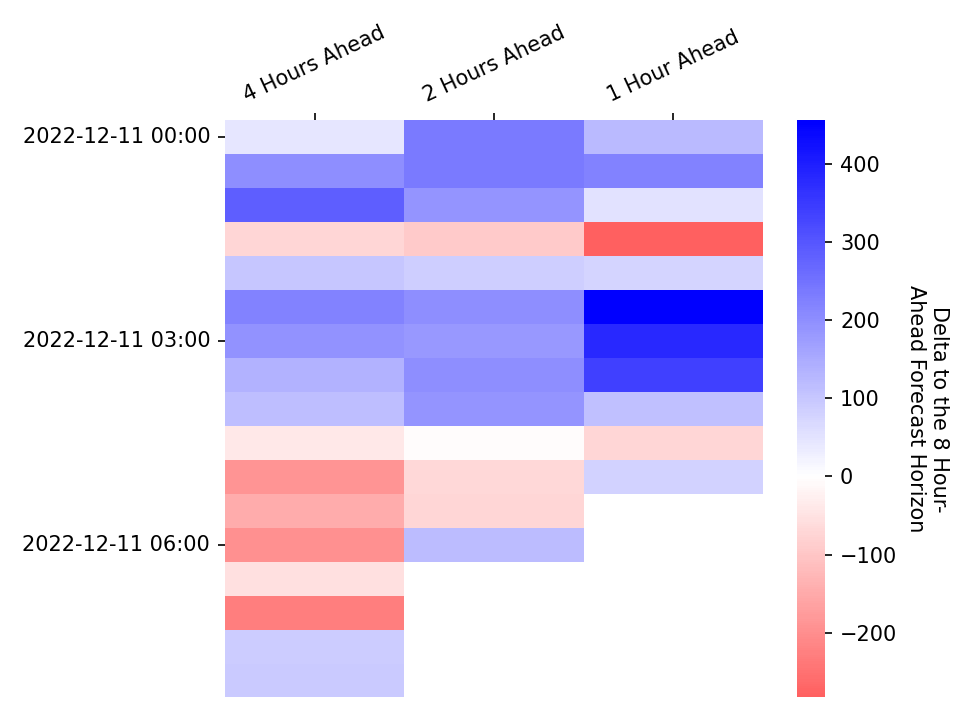 4 Hours Ahead
2 Hours Ahead
1 Hour Ahead
2022-12-11 00:00
2022-12-11 03:00
2022-12-11 06:00
400
300
200
100
0
−100
−200
Delta to the 8 Hour-
Ahead Forecast Horizon